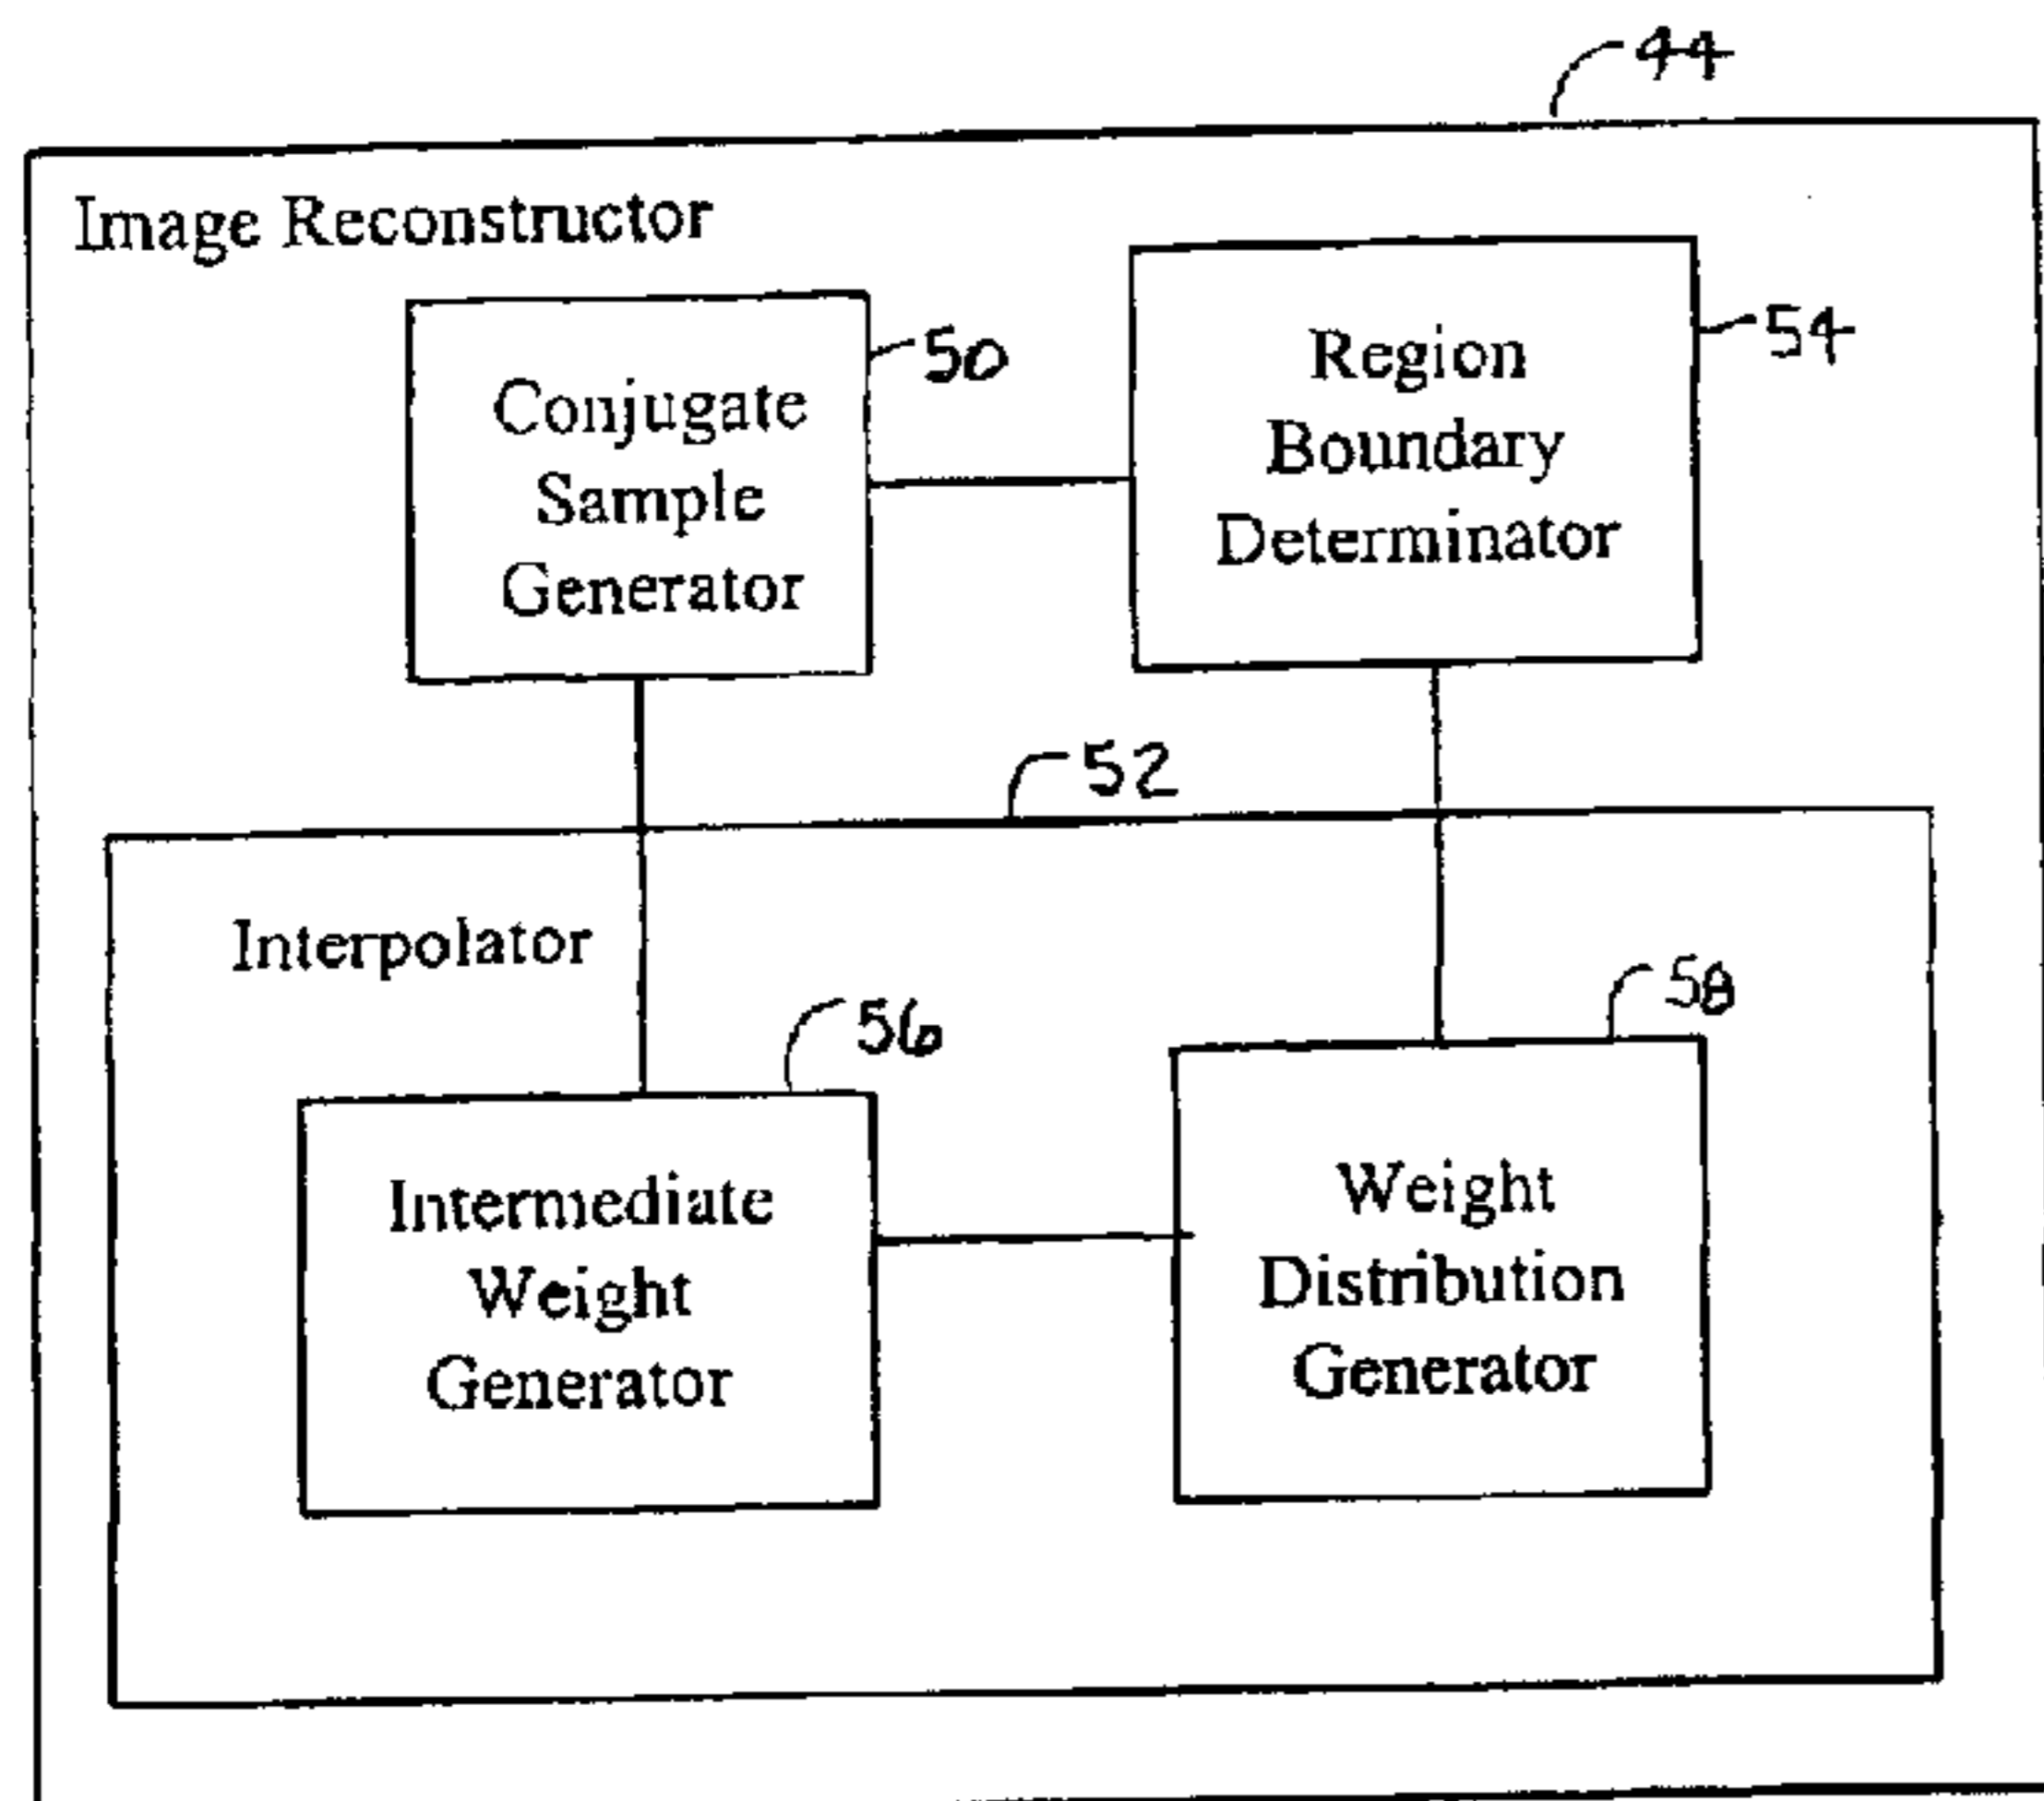 44
Image Reconstructor
Conjugate
Sample
Generator
50
Region
Boundary
Determinator
54
52
Interpolator
56
58
Intermediate
Weight
Generator
Weight
Distribution
Generator